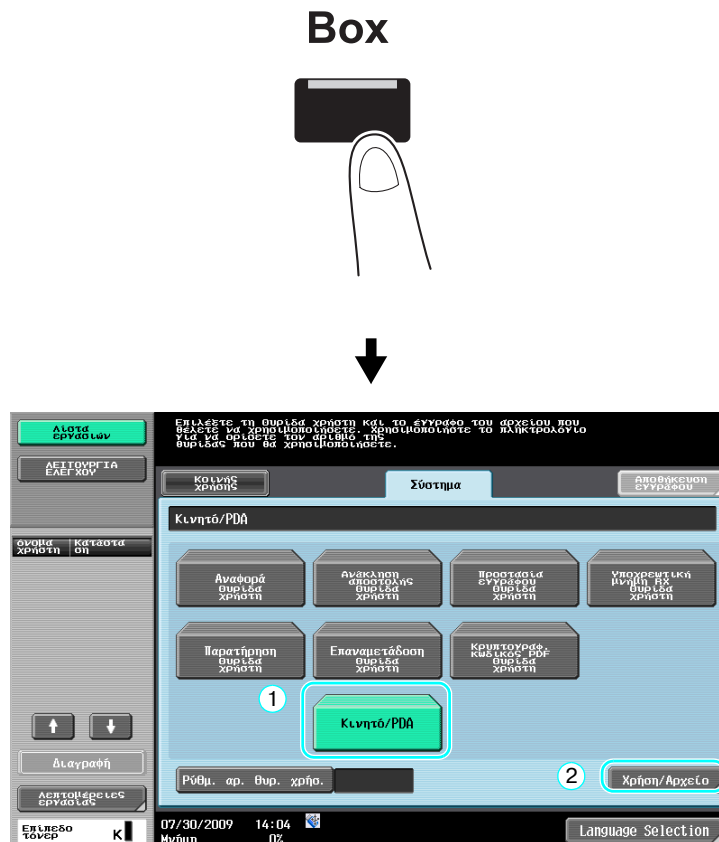 Box
Λίστα
εργασιών
Επιλέξτε τη θυρίδα χρήστη και το έγγραφο του αρχείου που
θέλετε να χρησιμοποιήσετε. Χρησιμοποιήστε το πληκτρολόγιο
για να ορίσετε τον αριθμό της
θυρίδας που θα χρησιμοποιήσετε.
ΛΕΙΤΟΥΡΓΙΑ
ΕΛΕΓΧΟΥ
Κοινής
χρήσης
Σύστημα
Αποθήκευση
εγγράφου
Κινητό/PDA
όνομα
χρήστη
Κατάστα
ση
Αναφορά
θυρίδα
χρήστη
Ανάκληση
αποστολής
θυρίδα
χρήστη
Προστασία
εγγράφου
θυρίδα
χρήστη
Υποχρεωτική
μνήμη RX
θυρίδα
χρήστη
Παρατήρηση
θυρίδα
χρήστη
Επαναμετάδοση
θυρίδα
χρήστη
Κρυπτογραφ.
κωδικός PDF
θυρίδα
χρήστη
1
Κινητό/PDA
Διαγραφή
Ρύθμ. αρ. θυρ. χρήσ.
2
Χρήση/Αρχείο
Λεπτομέρειες
εργασίας
Επίπεδο
τόνερ
K
07/30/2009 14:04
Μνήμη 0%
Language Selection